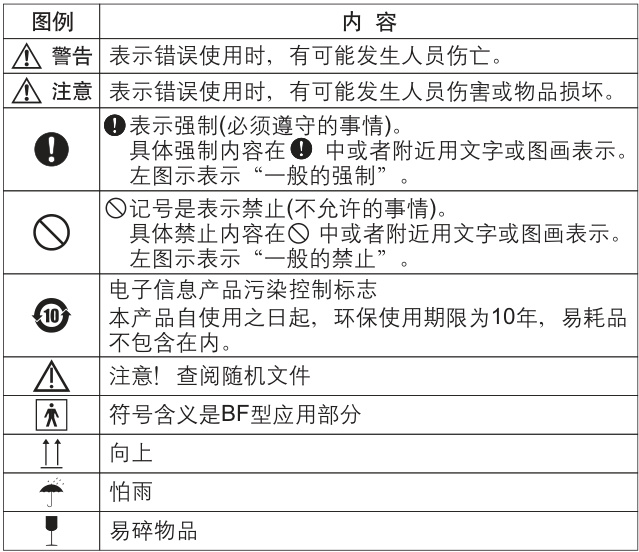 图例 内 容
警告 表示错误使用时，有可能发生人员伤亡。
注意 表示错误使用时，有可能发生人员伤害或物品损坏。
表示强制(必须遵守的事情)。
具体强制内容在 中或者附近用文字或图画表示。
左图示表示“一般的强制”。
记号是表示禁止(不允许的事情)。
具体禁止内容在 中或者附近用文字或图画表示。
左图示表示“一般的禁止”。
电子信息产品污染控制标志
10 本产品自使用之日起，环保使用期限为10年，易耗品
不包含在内。
注意！查阅随机文件
符号含义是BF型应用部分
向上
怕雨
易碎物品